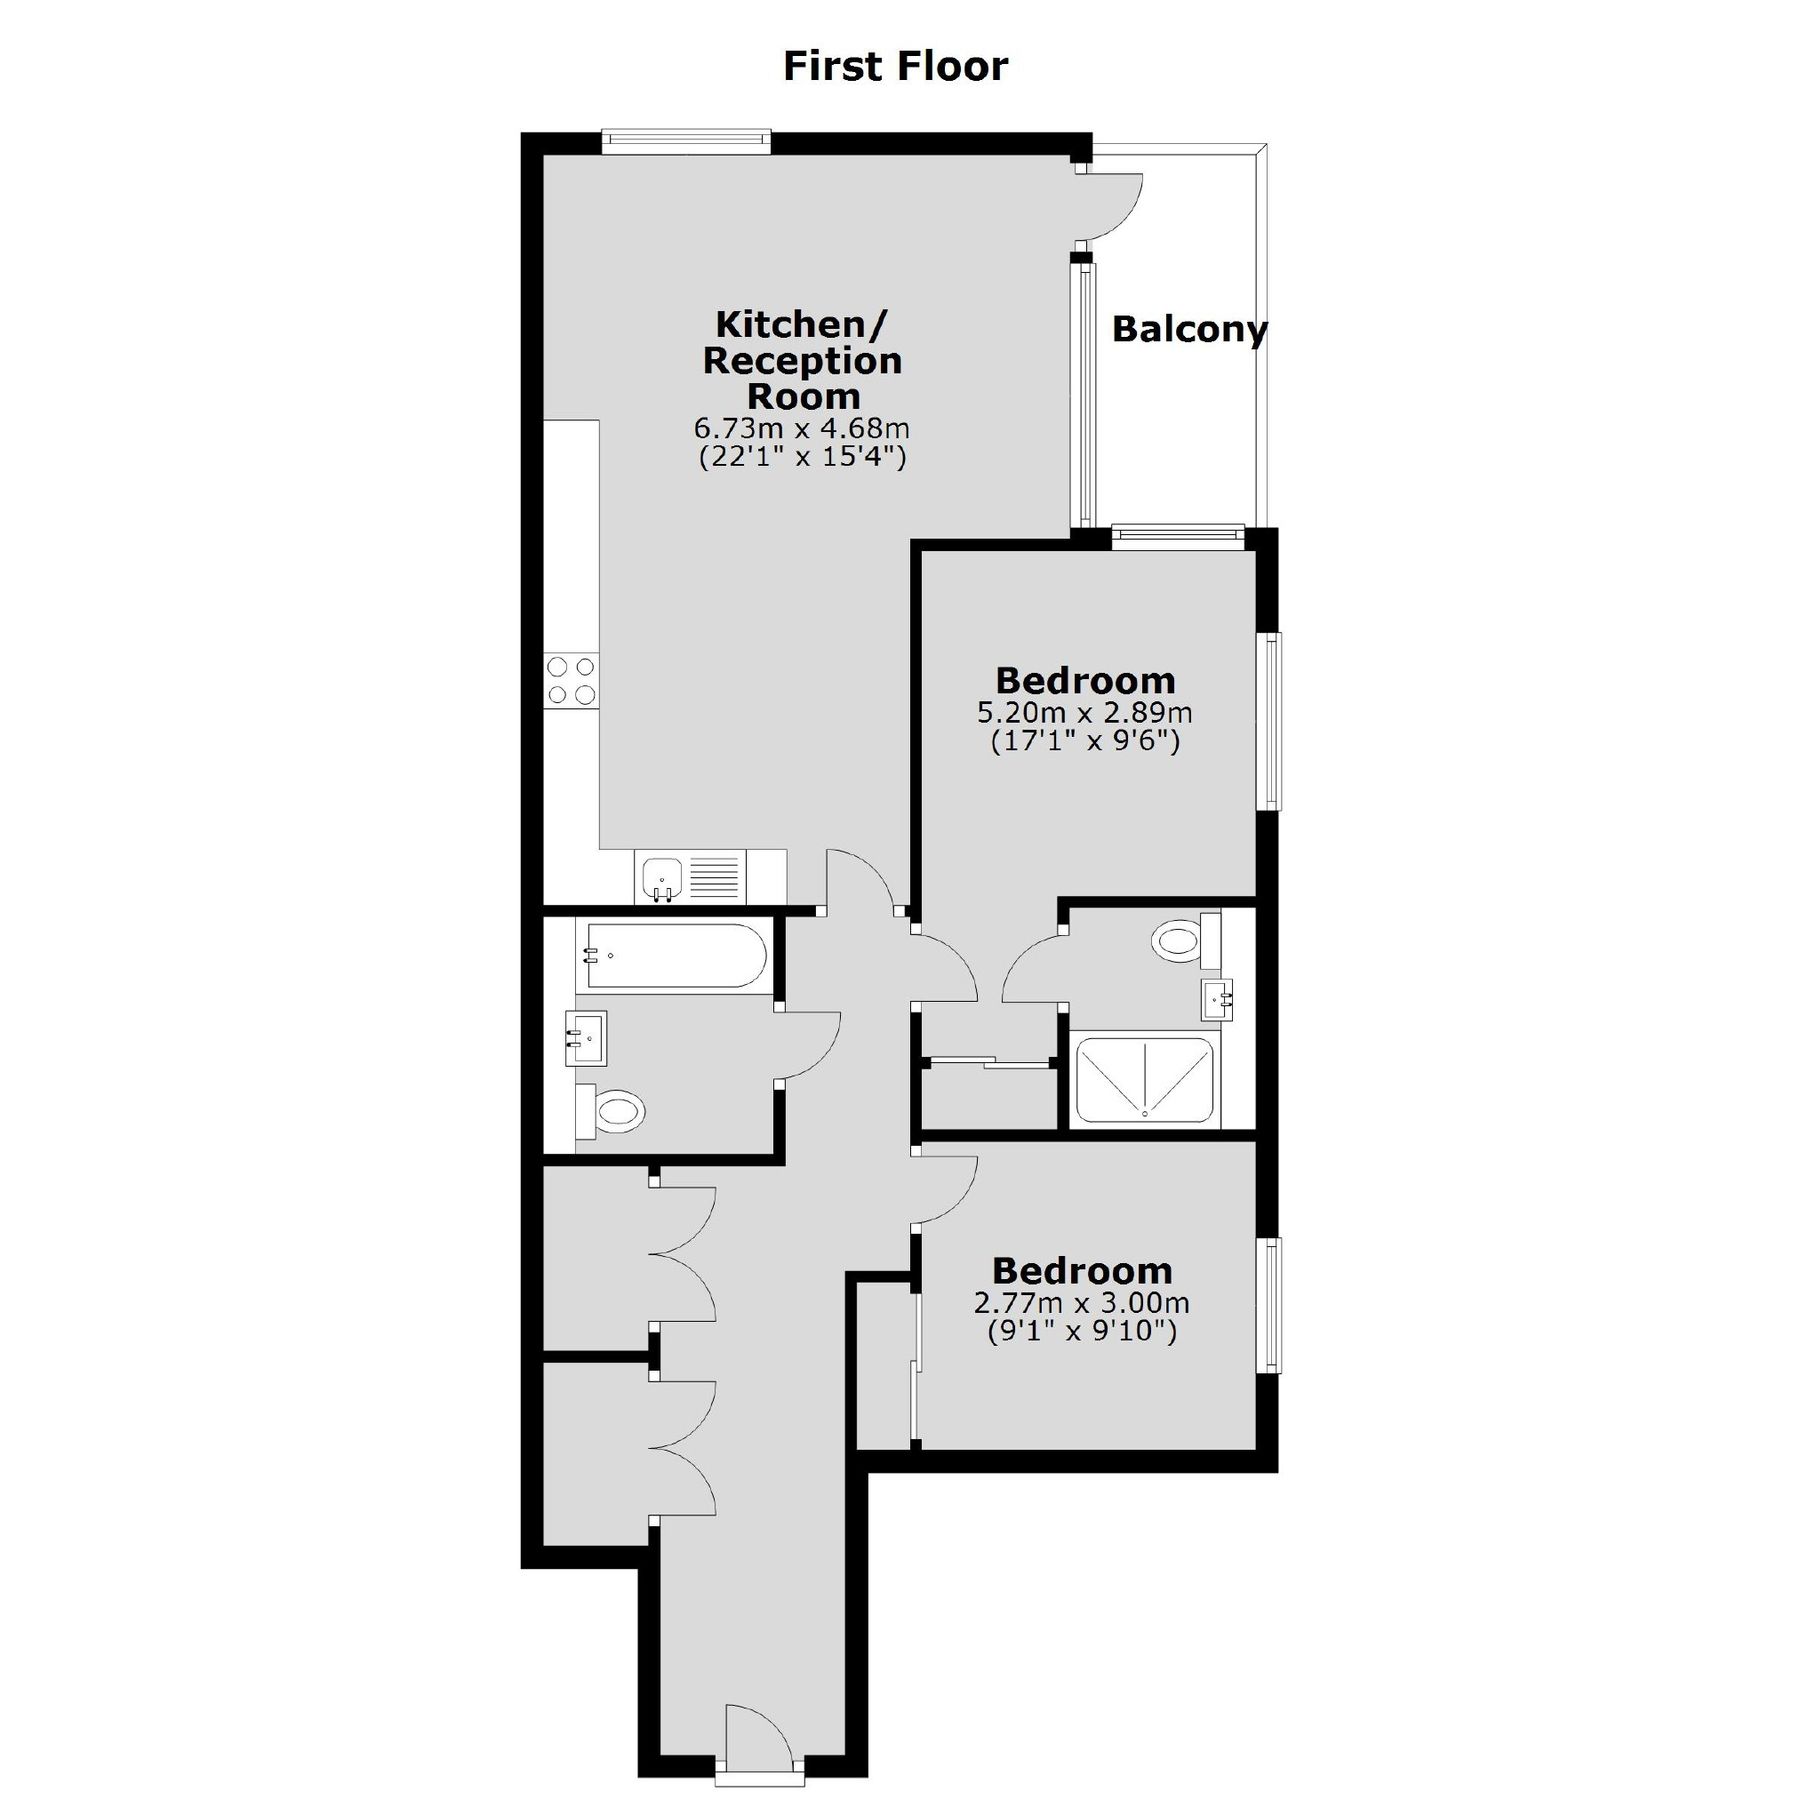 First Floor
Kitchen/
Reception
Room
6.73m x 4.68m
(22'1" x 15'4")
Balcony
Bedroom
5.20m x 2.89m
(17'1" x 9'6")
Bedroom
2.77m x 3.00m
(9'1" x 9'10")